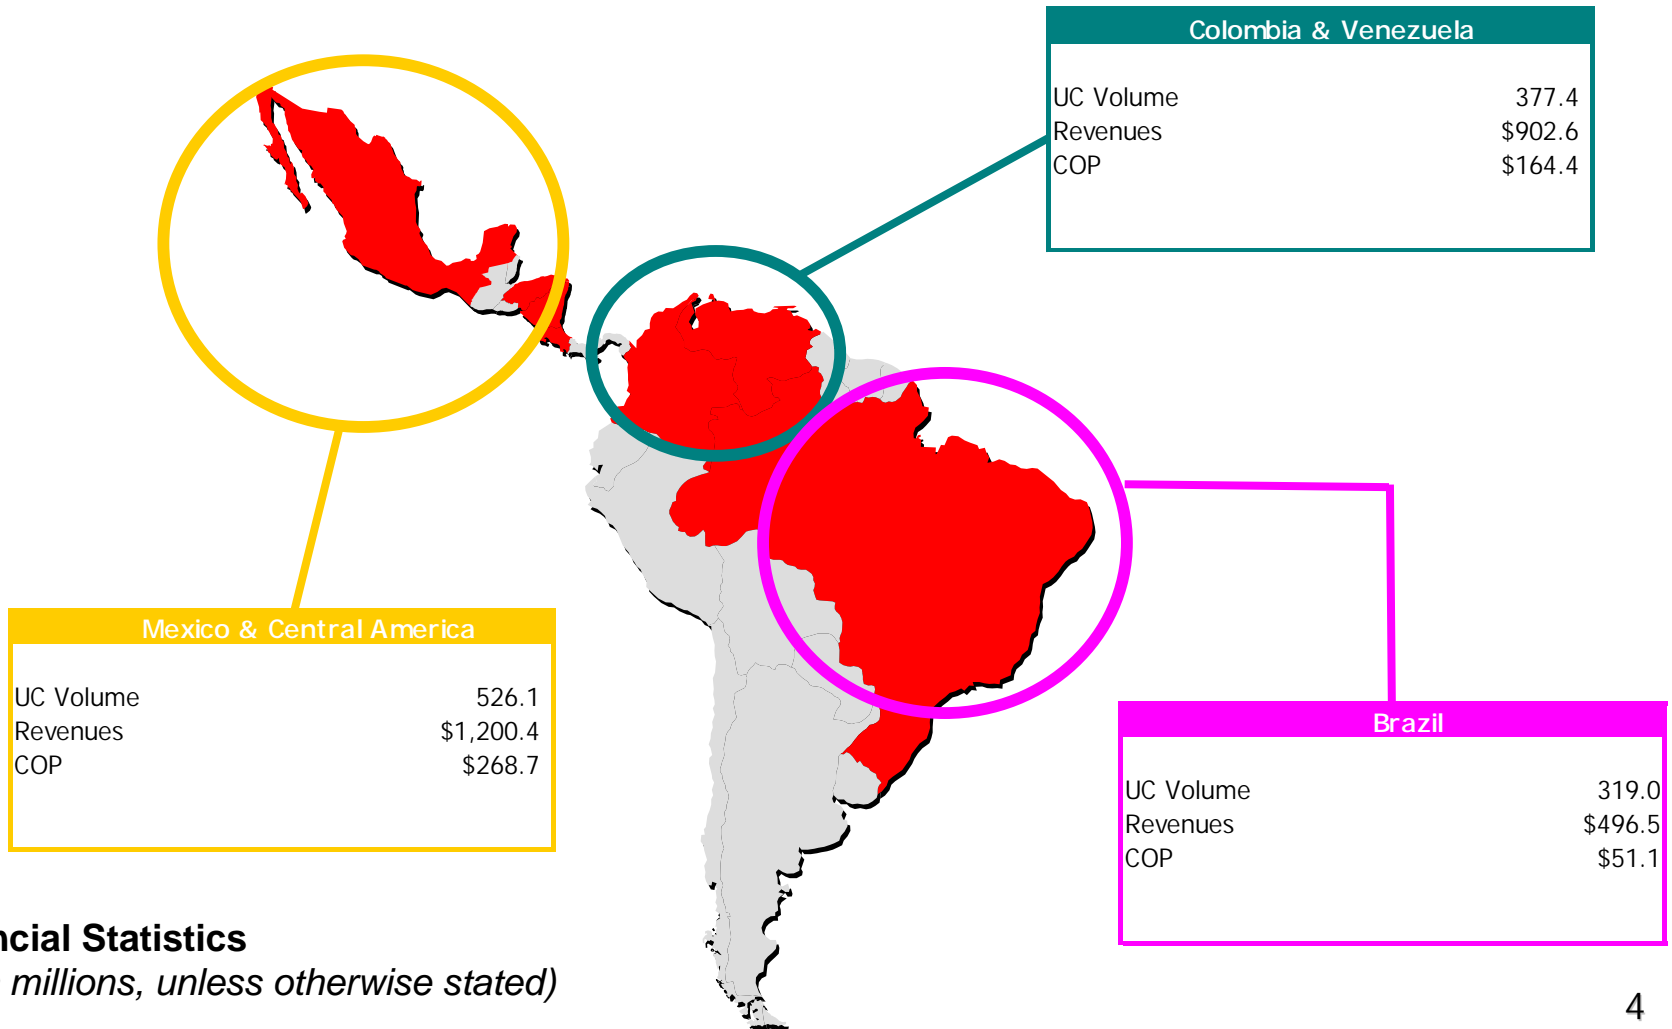 Colombia & Venezuela
UC Volume 377.4
Revenues $902.6
COP $164.4
Mexico & Central America
UC Volume 526.1
Revenues $1,200.4
COP $268.7
Brazil
UC Volume 319.0
Revenues $496.5
COP $51.1
Statistics
millions, unless otherwise stated)
4